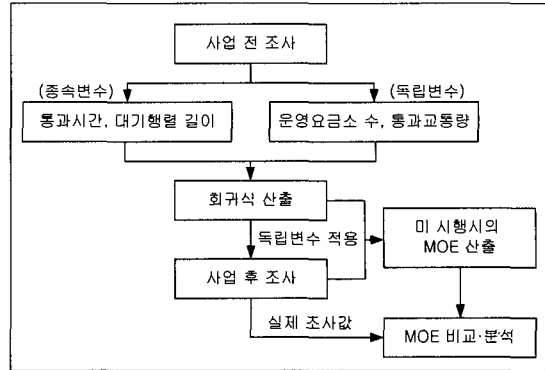 사업 전 조사
(종속변수)
(독립변수)
통과시간, 대기행렬 길이
운영요금소 수, 통과교통량
회귀식 산출
독립변수 적용
미 시행시의
MOE 산출
사업 후 조사
실제 조사값
MOE 비교·분석